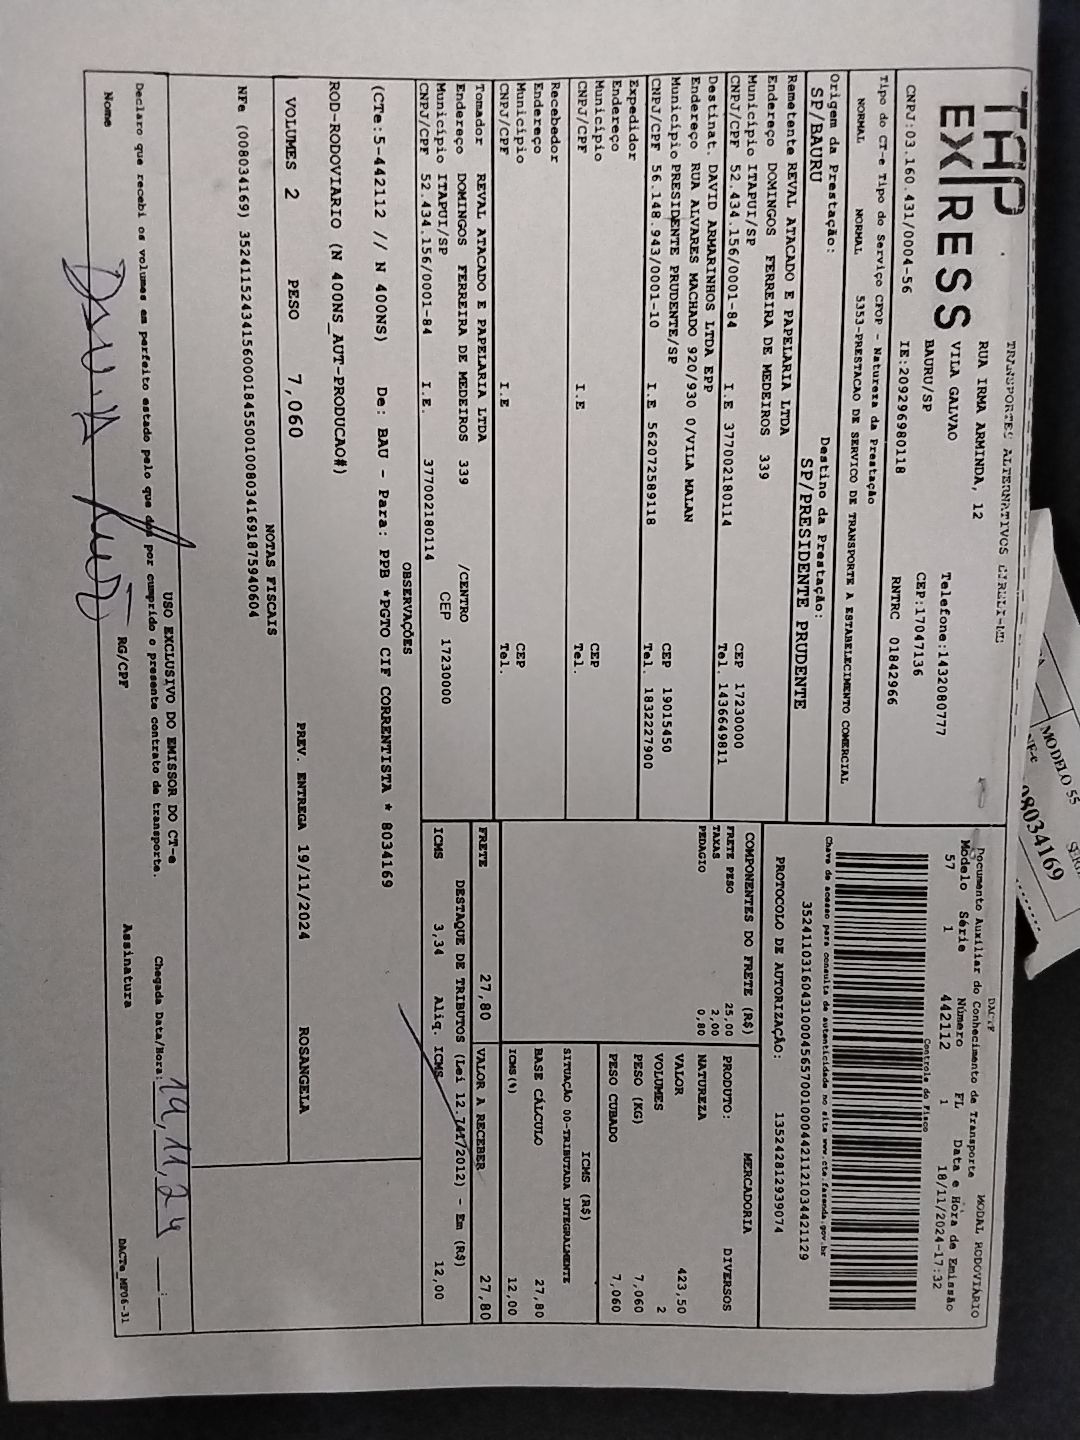 TAP EXPRESS
TRANSPORTES ALTERNATIVOS EIRELI-ME
RUA IRMA ARMINDA, 12
VILA GALVAO
BAURU/SP
Telefone:1432080777
CEP:17047136
CNPJ:03.160.431/0004-56 IE:209296980118 RNTRC 01842966
Tipo do CT-e Tipo do Serviço CFOP - Natureza da Prestação
NORMAL NORMAL 5353-PRESTACAO DE SERVICO DE TRANSPORTE A ESTABELECIMENTO COMERCIAL
Origem da Prestação: Destino da Prestação:
SP/BAURU SP/PRESIDENTE PRUDENTE
Remetente REVAL ATACADO E PAPELARIA LTDA
Endereço DOMINGOS FERREIRA DE MEDEIROS 339
Município ITAPUI/SP CEP 17230000
CNPJ/CPF 52.434.156/0001-84 I.E 377002180114 Tel. 1436649811
Destinat. DAVID ARMARINHOS LTDA EPP
Endereço RUA ALVARES MACHADO 920/930 0/VILA MALAN
Município PRESIDENTE PRUDENTE/SP CEP 19015450
CNPJ/CPF 56.148.943/0001-10 I.E 562072589118 Tel. 1832227900
Expedidor
Endereço
Município CEP
CNPJ/CPF I.E Tel.
Recebedor
Endereço
Município CEP
CNPJ/CPF I.E Tel.
Tomador REVAL ATACADO E PAPELARIA LTDA
Endereço DOMINGOS FERREIRA DE MEDEIROS 339 /CENTRO
Município ITAPUI/SP CEP 17230000
CNPJ/CPF 52.434.156/0001-84 I.E. 377002180114
DACTE MODAL RODOVIÁRIO
Documento Auxiliar do Conhecimento de Transporte
Modelo Série Número FL Data e Hora de Emissão
57 1 442112 1 18/11/2024-17:32
Controle do Fisco
Chave de acesso para consulta de autenticidade no site www.cte.fazenda.gov.br
35241103160431000456570010004421121034421129
PROTOCOLO DE AUTORIZAÇÃO: 135242812939074
COMPONENTES DO FRETE (R$)
FRETE PESO 25,00
TAXAS 2,00
PEDAGIO 0,80
MERCADORIA
PRODUTO: DIVERSOS
NATUREZA
VALOR 423,50
VOLUMES 2
PESO (KG) 7,060
PESO CUBADO 7,060
ICMS (R$)
SITUAÇÃO 00-TRIBUTADA INTEGRALMENTE
BASE CÁLCULO 27,80
ICMS(%) 12,00
FRETE 27,80 VALOR A RECEBER 27,80
DESTAQUE DE TRIBUTOS (Lei 12.741/2012) - Em (R$)
ICMS 3,34 Aliq. ICMS 12,00
OBSERVAÇÕES
(CTe:5-442112 // N 400NS) De: BAU - Para: PPB *PGTO CIF CORRENTISTA * 8034169
ROD-RODOVIARIO (N 400NS_AUT-PRODUCAO#)
VOLUMES 2 PESO 7,060 PREV. ENTREGA 19/11/2024 ROSANGELA
NOTAS FISCAIS
NFe (008034169) 35241152434156000184550010080341691875940604
USO EXCLUSIVO DO EMISSOR DO CT-e
Declaro que recebi os volumes em perfeito estado pelo que dou por cumprido o presente contrato de transporte. Chegada Data/Hora: 19,11,24 :
Nome RG/CPF Assinatura
DACTe_MF06-31
MODELO 55
NF-e
08034169